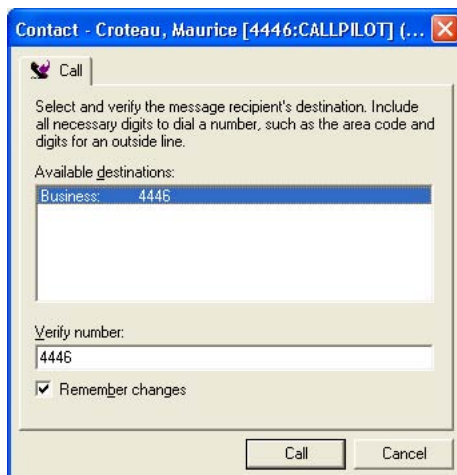 Contact - Croteau, Maurice [4446:CALLPILOT] (...
Call
Select and verify the message recipient's destination. Include
all necessary digits to dial a number, such as the area code and
digits for an outside line.
Available destinations:
Business: 4446
Verify number:
4446
Remember changes
Call Cancel